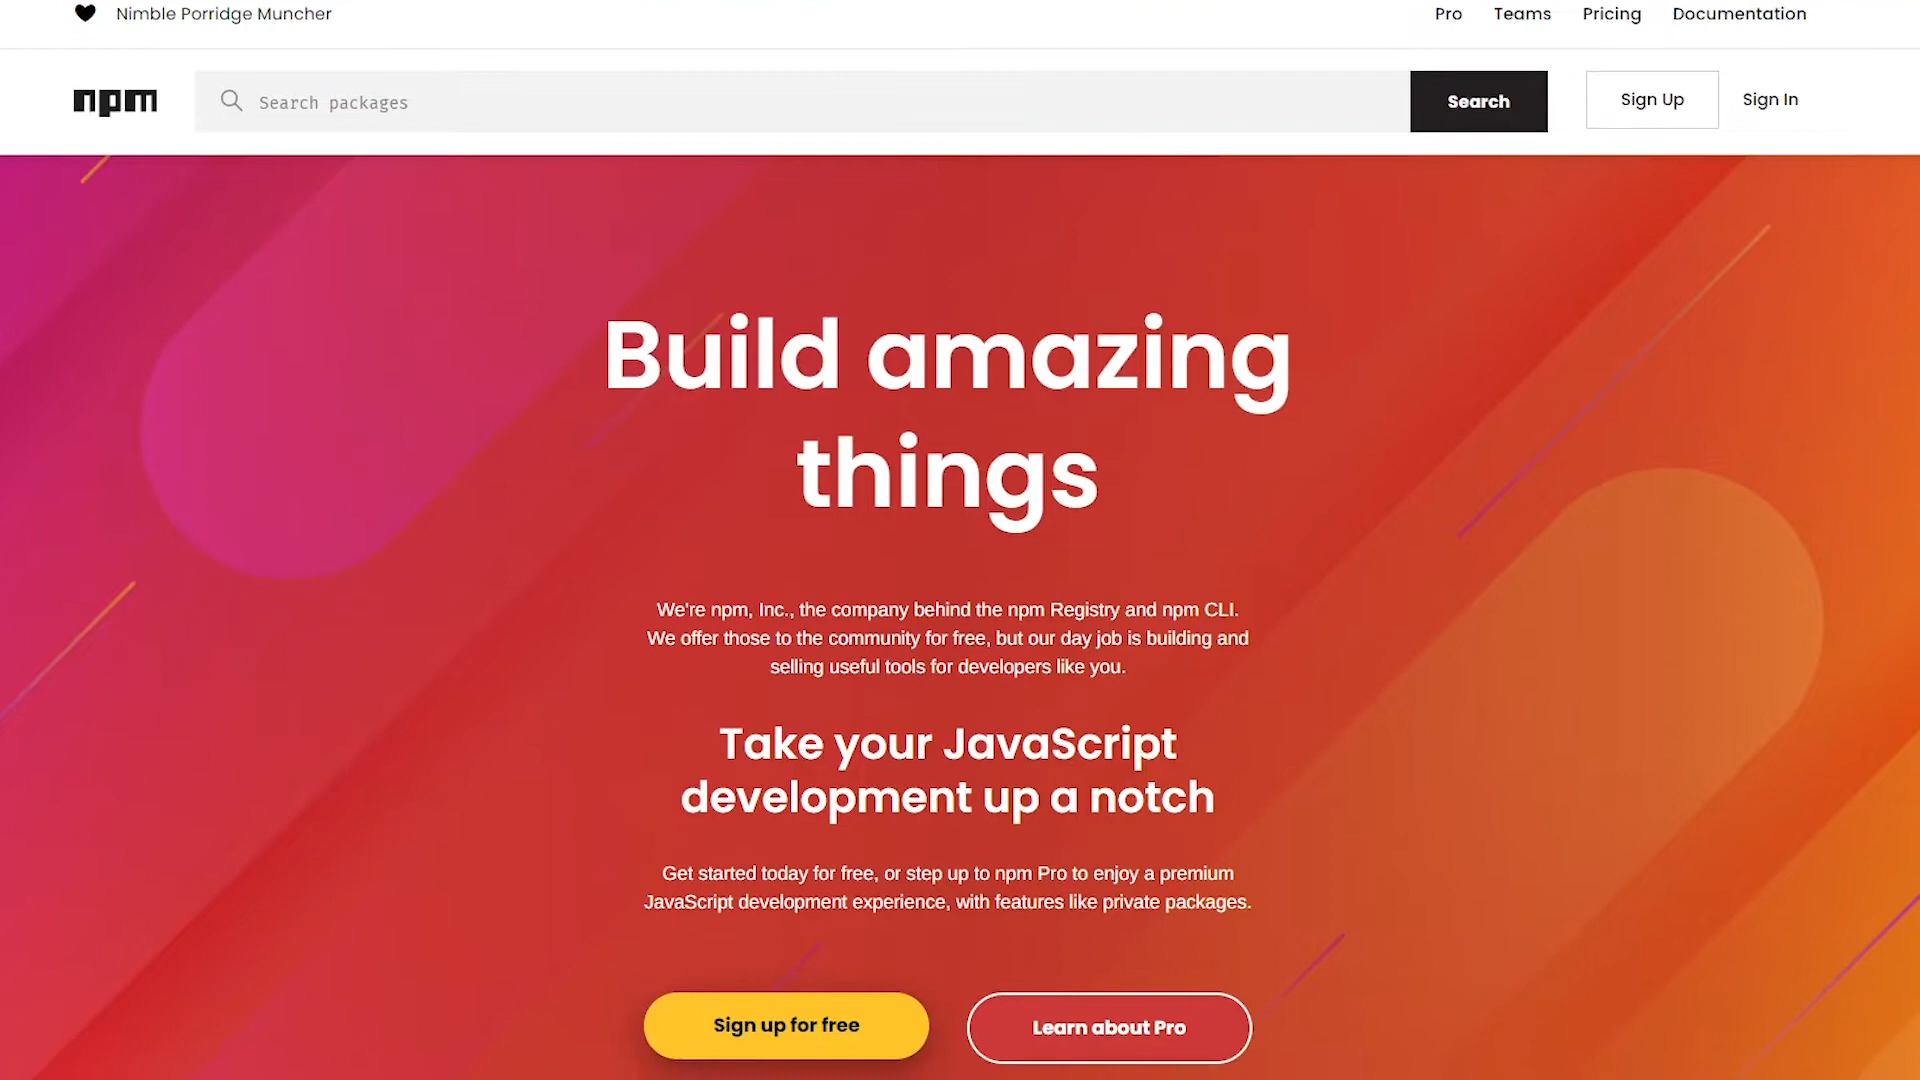 Nimble Porridge Muncher
Pro Teams Pricing Documentation
npm
Search packages
Search
Sign Up
Sign In
Build amazing
things
We're npm, Inc., the company behind the npm Registry and npm CLI.
We offer those to the community for free, but our day job is building and
selling useful tools for developers like you.
Take your JavaScript
development up a notch
Get started today for free, or step up to npm Pro to enjoy a premium
JavaScript development experience, with features like private packages.
Sign up for free
Learn about Pro